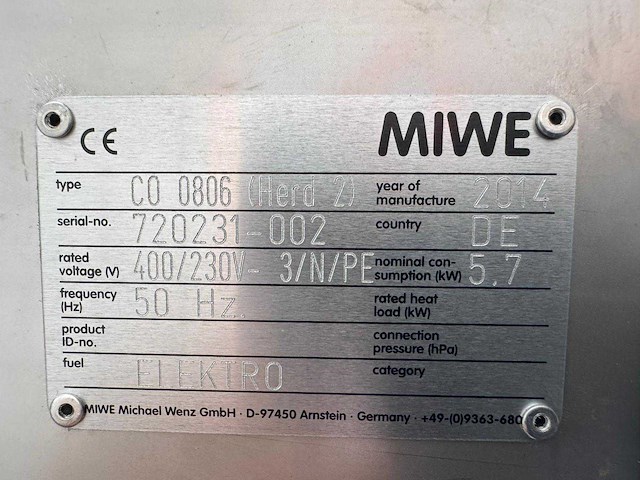 CE MIWE
type CO 0806 (Herd 2) year of manufacture 2014
serial-no. 720231-002 country DE
rated voltage (V) 400/230V~ 3/N/PE nominal con-sumption (kW) 5.7
frequency (Hz) 50 Hz. rated heat load (kW)
product ID-no. connection pressure (hPa)
fuel ELEKTRO category
MIWE Michael Wenz GmbH · D-97450 Arnstein · Germany · +49-(0)9363-680